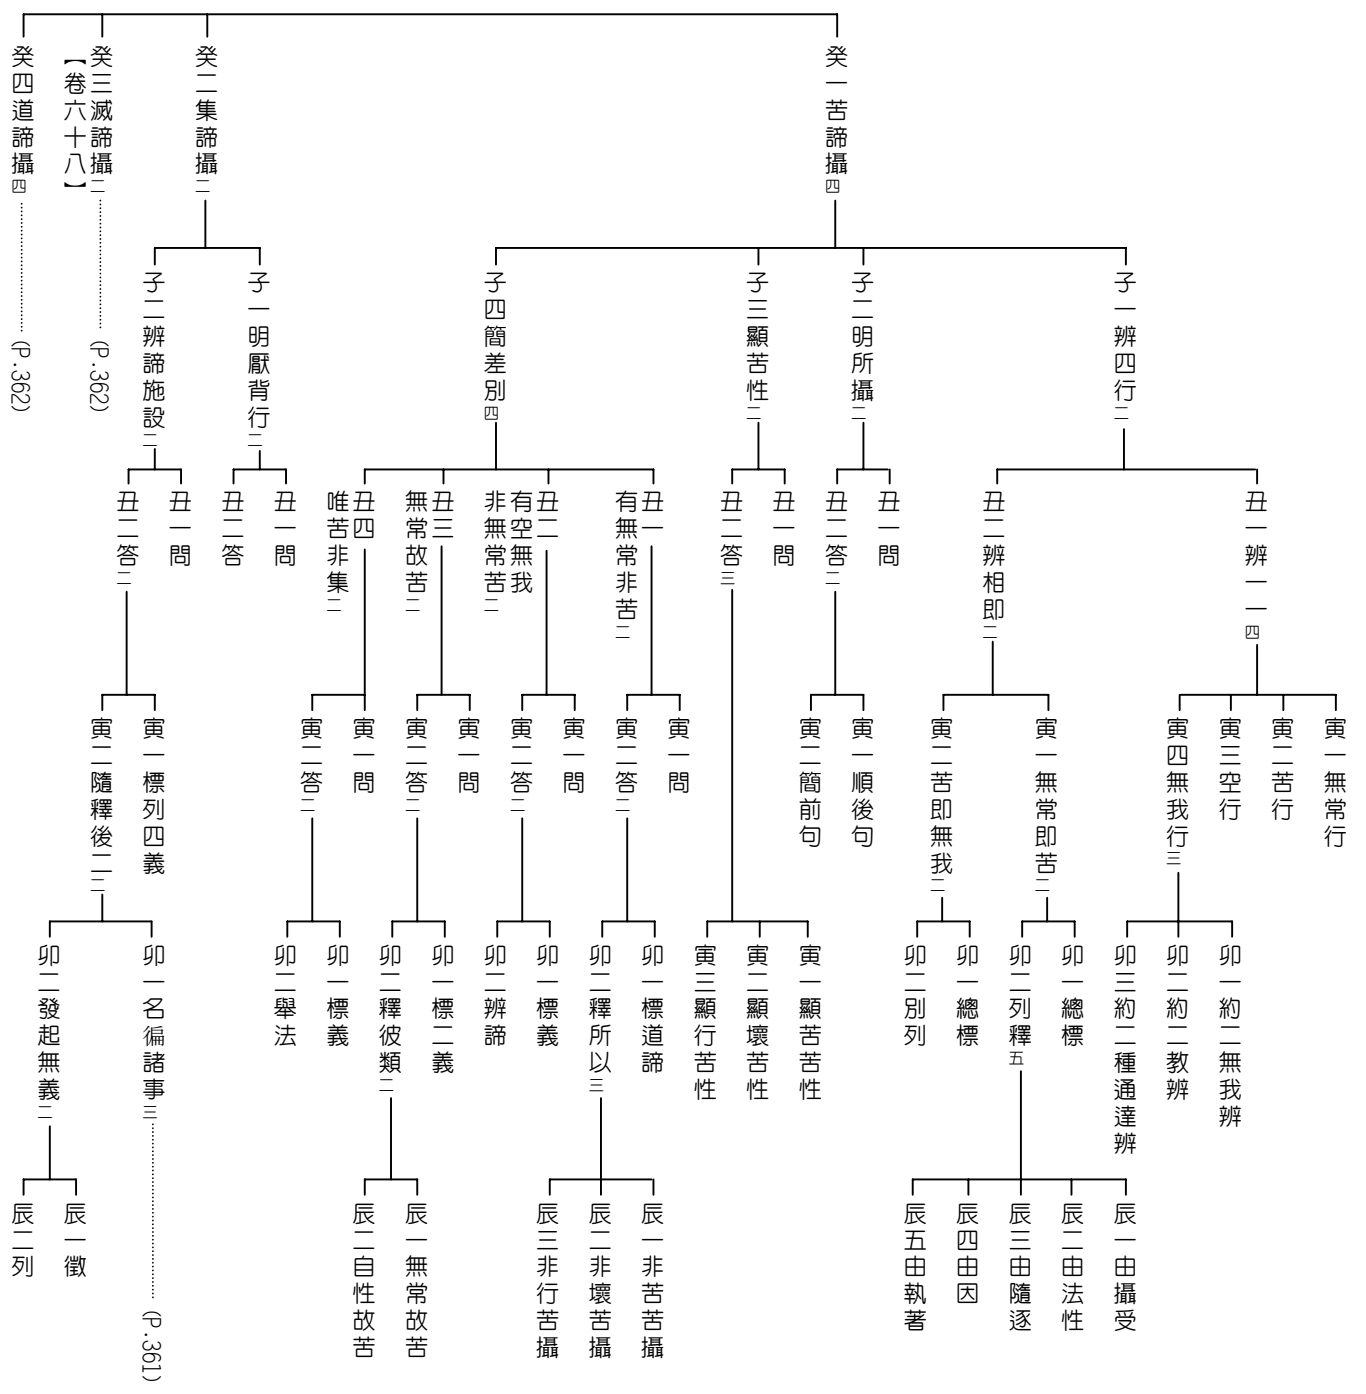 癸一苦諦攝四
子一辨四行二
丑一辨一一四
寅一無常行
寅二苦行
寅三空行
寅四無我行三
卯一約二無我辨
卯二約二教辨
卯三約二種通達辨
丑二辨相即二
寅一無常即苦二
卯一總標
卯二列釋五
辰一由攝受
辰二由法性
辰三由隨逐
辰四由因
辰五由執著
寅二苦即無我二
卯一總標
卯二別列
子二明所攝二
丑一問
丑二答二
寅一順後句
寅二簡前句
子三顯苦性二
丑一問
丑二答三
寅一顯苦苦性
寅二顯壞苦性
寅三顯行苦性
子四簡差別四
丑一
有無常非苦二
寅一問
寅二答二
卯一標道諦
卯二釋所以三
辰一非苦苦攝
辰二非壞苦攝
辰三非行苦攝
丑二
有空無我
非無常苦二
寅一問
寅二答二
卯一標義
卯二辨諦
丑三
無常故苦二
寅一問
寅二答二
卯一標二義
卯二釋彼類二
辰一無常故苦
辰二自性故苦
丑四
唯苦非集二
寅一問
寅二答二
卯一標義
卯二舉法
癸二集諦攝二
子一明厭背行二
丑一問
丑二答
子二辨諦施設二
丑一問
丑二答二
寅一標列四義
寅二隨釋後二二
卯一名徧諸事三
(P.361)
卯二發起無義二
辰一徵
辰二列
癸三滅諦攝二
(P.362)
【卷六十八】
癸四道諦攝四
(P.362)